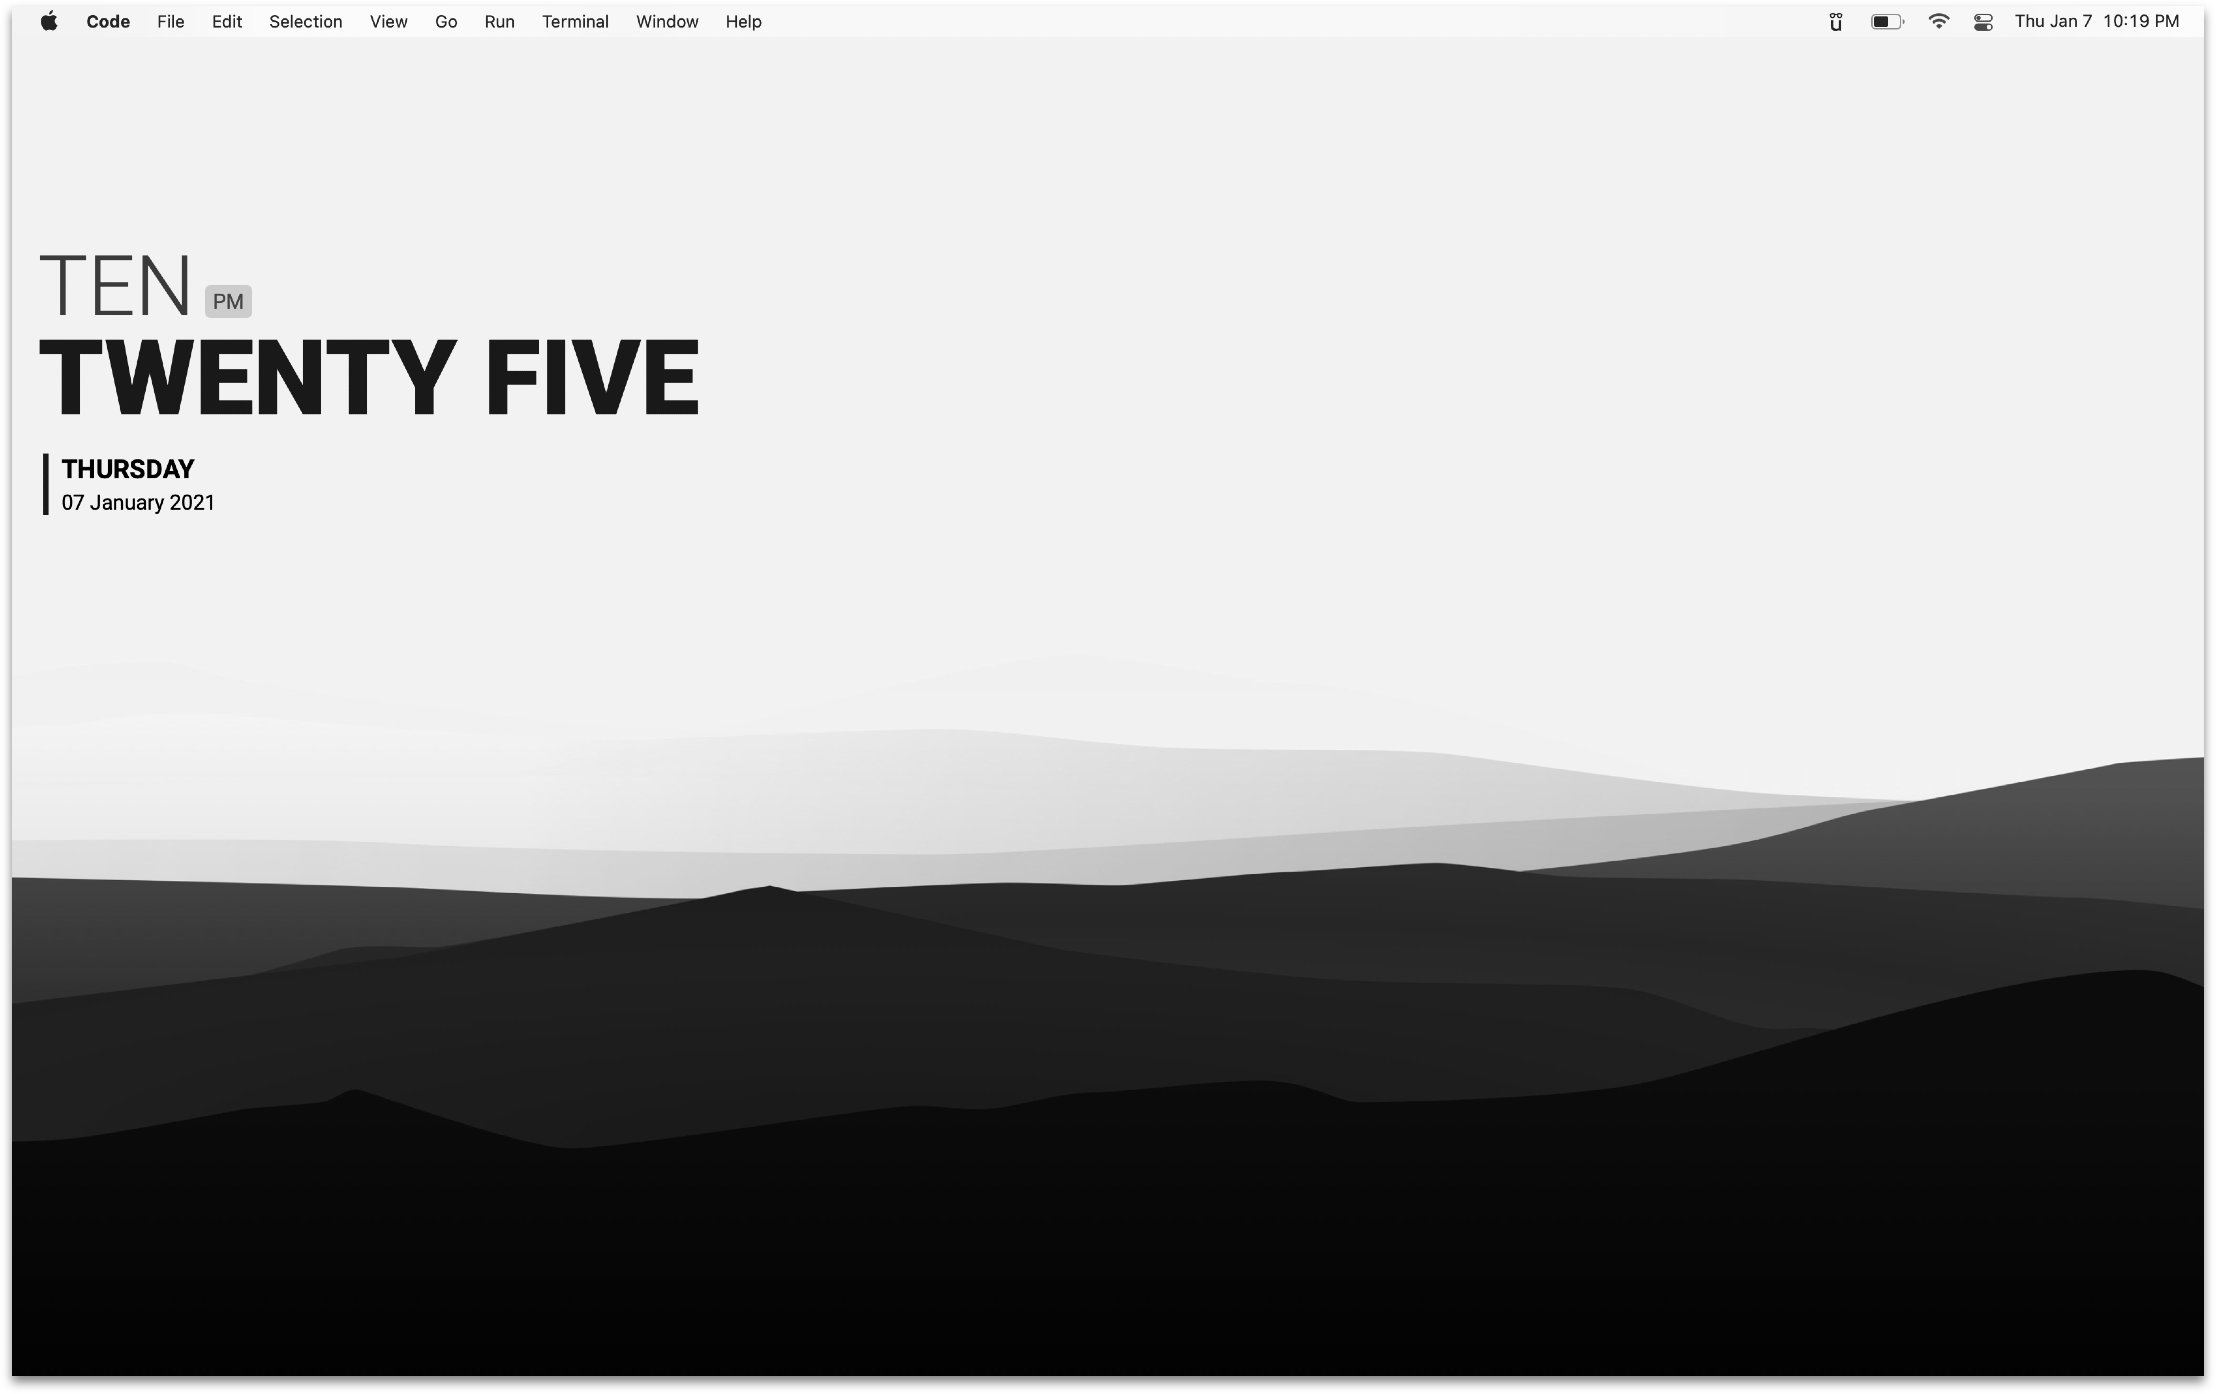 Code File Edit Selection View Go Run Terminal Window Help ü Thu Jan 7 10:19 PM
TEN PM
TWENTY FIVE
THURSDAY
07 January 2021